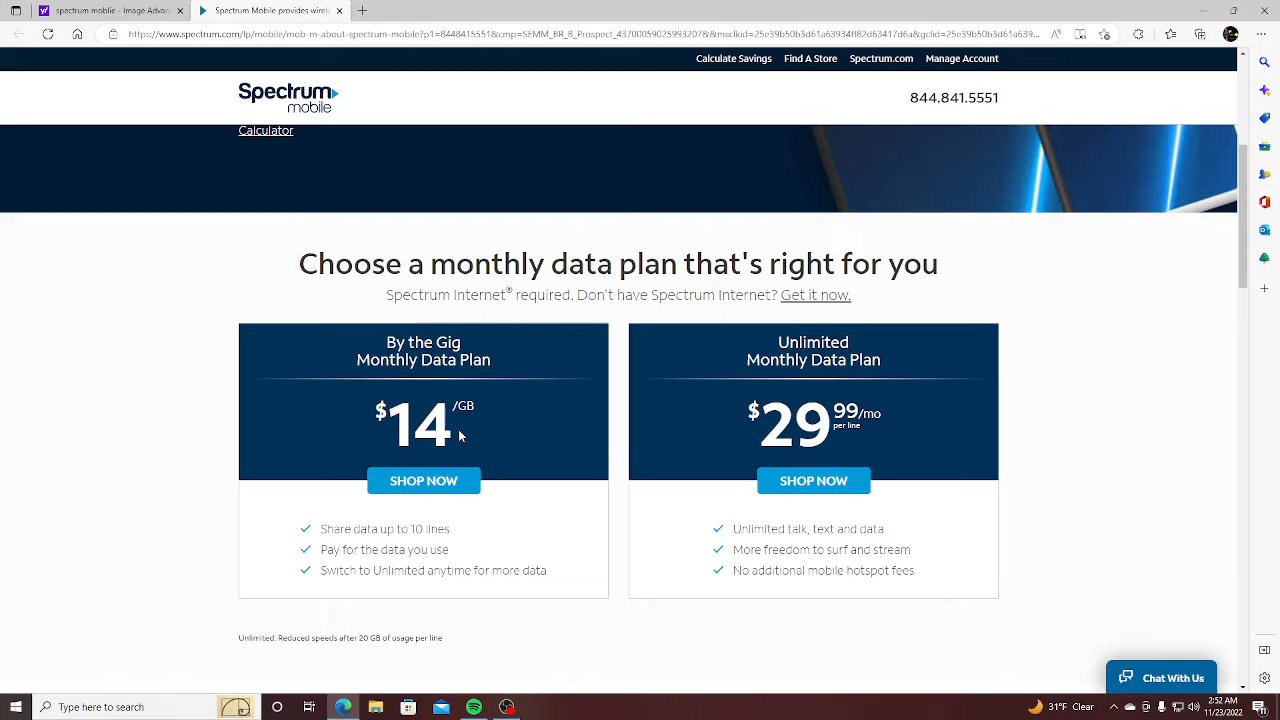 spectrum mobile - Image Advanc
Spectrum Mobile provides wirele
https://www.spectrum.com/lp/mobile/mob-m-about-spectrum-mobile?p1=8448415551&cmp=SEMM_BR_B_Prospect_43700059025993207&msclkid=25e39b50b3d61a63934ff82d63417d6a&gclid=25e39b50b3d61a639...
Calculate Savings
Find A Store
Spectrum.com
Manage Account
Spectrum
mobile
844.841.5551
Calculator
Choose a monthly data plan that's right for you
Spectrum Internet® required. Don't have Spectrum Internet? Get it now.
By the Gig
Monthly Data Plan
$14/GB
SHOP NOW
Share data up to 10 lines
Pay for the data you use
Switch to Unlimited anytime for more data
Unlimited
Monthly Data Plan
$29 99/mo
per line
SHOP NOW
Unlimited talk, text and data
More freedom to surf and stream
No additional mobile hotspot fees
Unlimited: Reduced speeds after 20 GB of usage per line
Chat With Us
Type here to search
31°F Clear
2:52 AM
11/23/2022